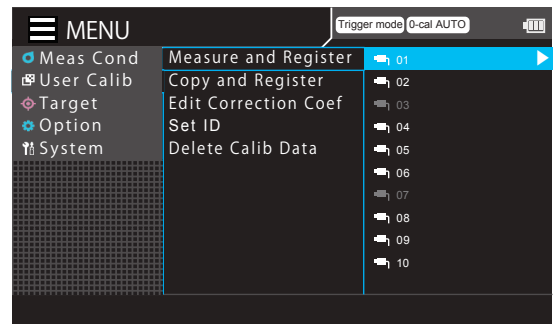 MENU
Trigger mode 0-cal AUTO
Meas Cond
User Calib
Target
Option
System
Measure and Register
Copy and Register
Edit Correction Coef
Set ID
Delete Calib Data
01
02
03
04
05
06
07
08
09
10